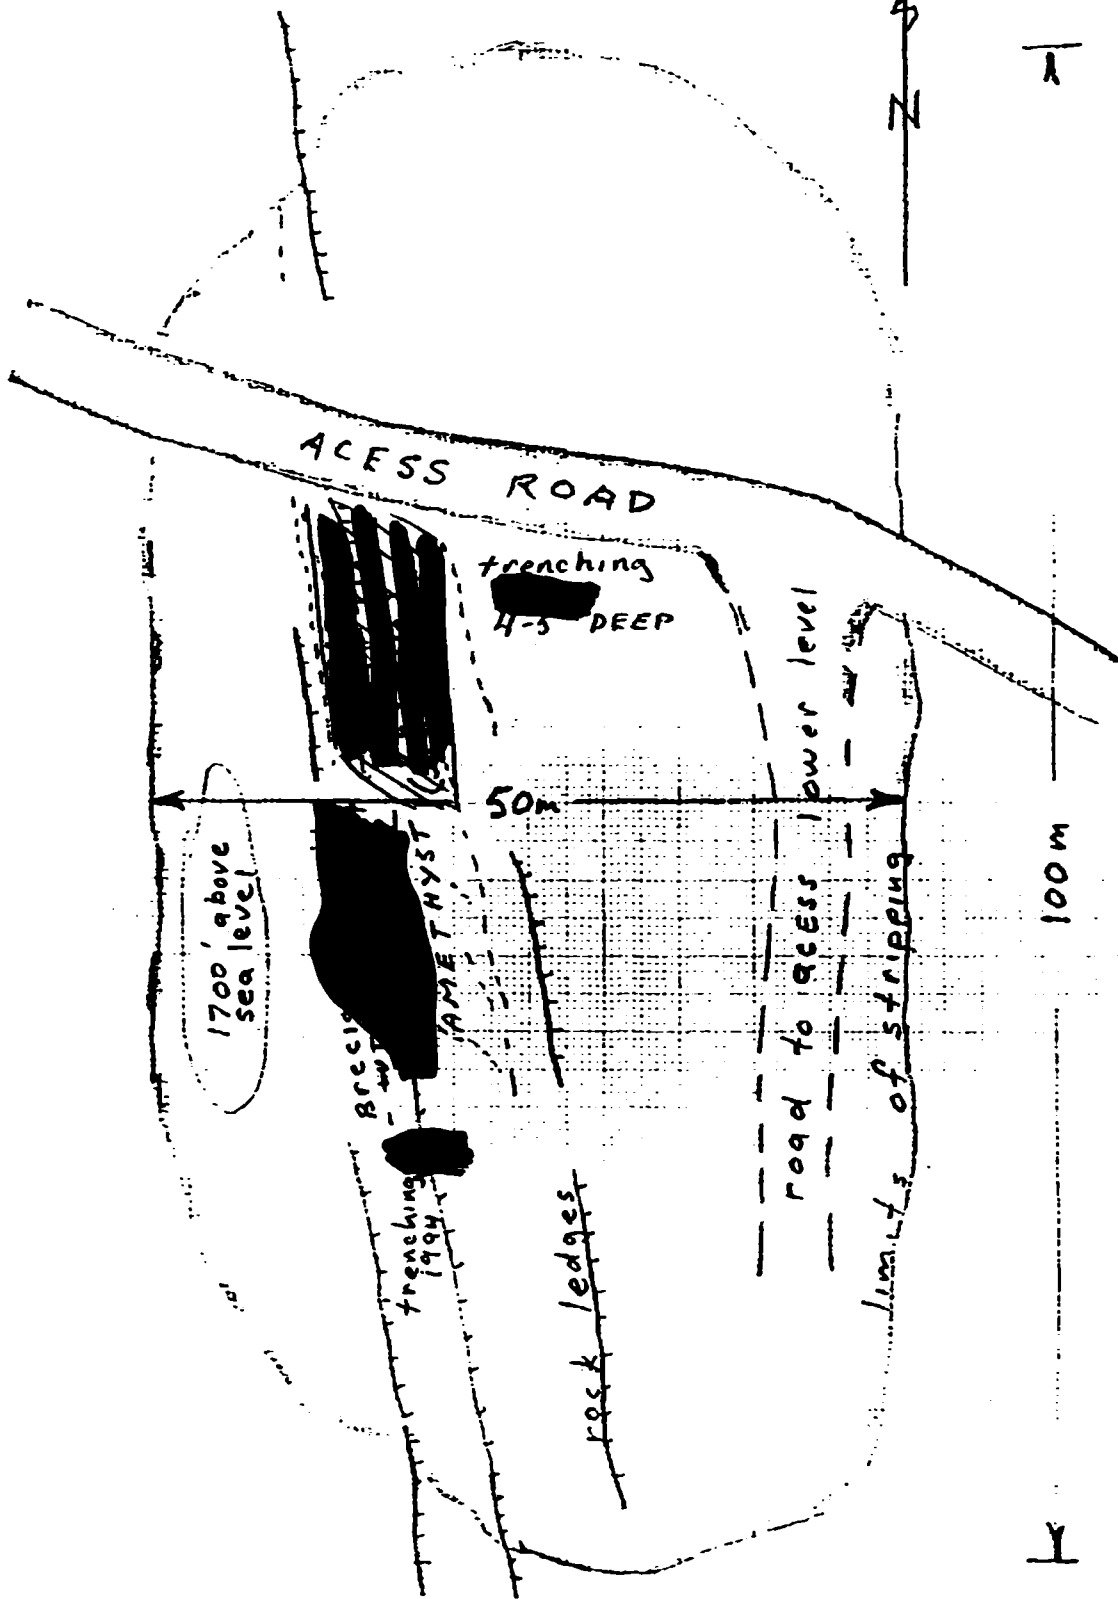 N
ACESS ROAD
trenching
4-5 DEEP
road to access lower level
50m
1700' above
sea level
AMETHYST
100m
limits of stripping
trenching
1994
rock ledges